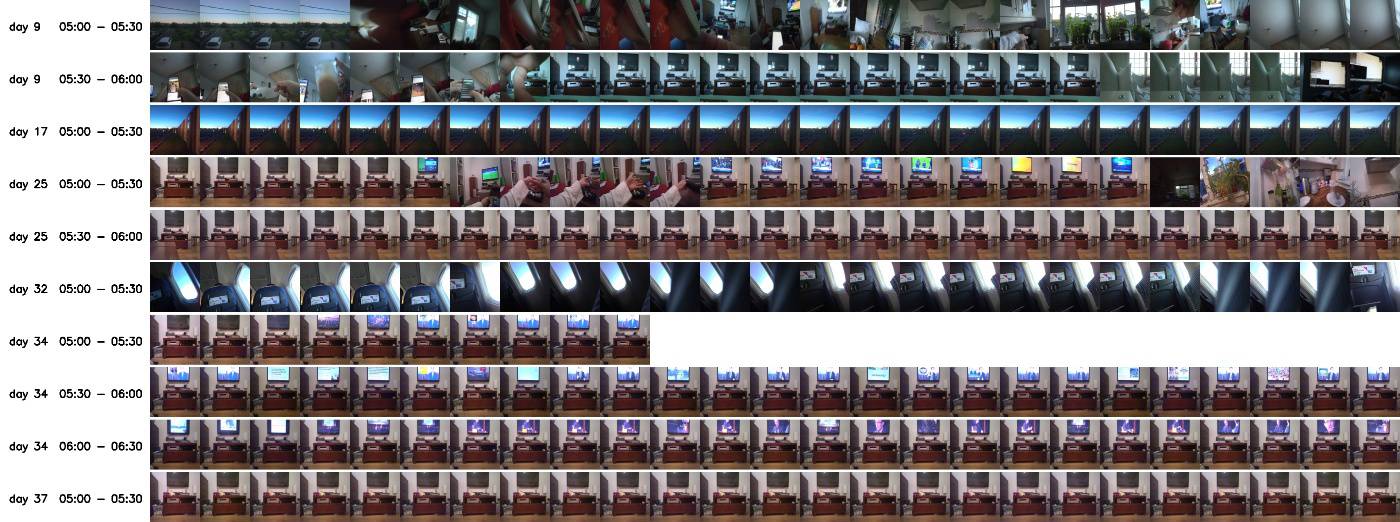 day 9 05:00 – 05:30
day 9 05:30 – 06:00
day 17 05:00 – 05:30
day 25 05:00 – 05:30
day 25 05:30 – 06:00
day 32 05:00 – 05:30
day 34 05:00 – 05:30
day 34 05:30 – 06:00
day 34 06:00 – 06:30
day 37 05:00 – 05:30